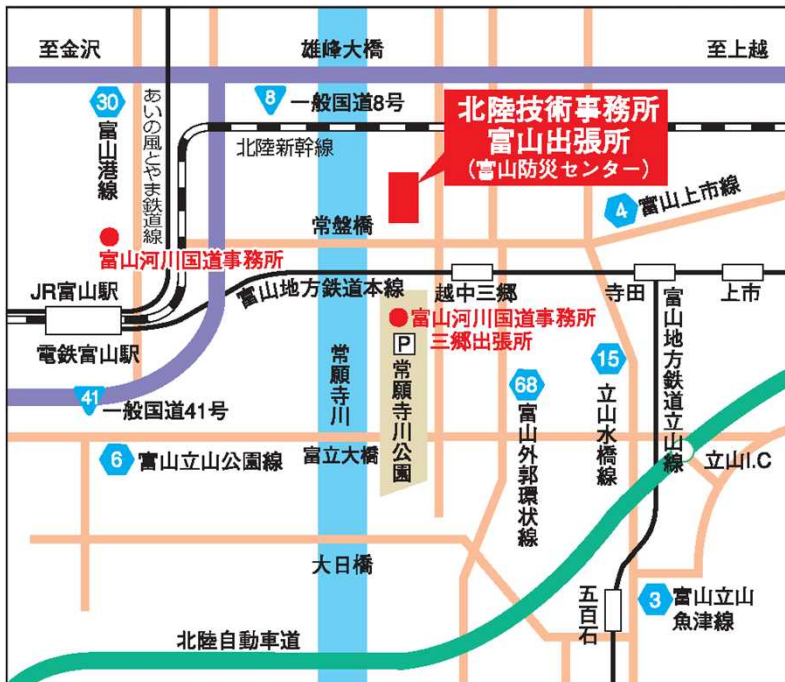 至金沢
雄峰大橋
至上越
30
富山港線
あいの風とやま鉄道線
8
一般国道8号
北陸新幹線
北陸技術事務所
富山出張所
(富山防災センター)
4
富山上市線
常盤橋
富山河川国道事務所
JR富山駅
電鉄富山駅
富山地方鉄道本線
越中三郷
寺田
上市
富山河川国道事務所
三郷出張所
P
常願寺川公園
常願寺川
41
一般国道41号
68
富山外郭環状線
15
立山水橋線
富山地方鉄道立山線
6
富山立山公園線
富立大橋
立山I.C
大日橋
五百石
3
富山立山
魚津線
北陸自動車道